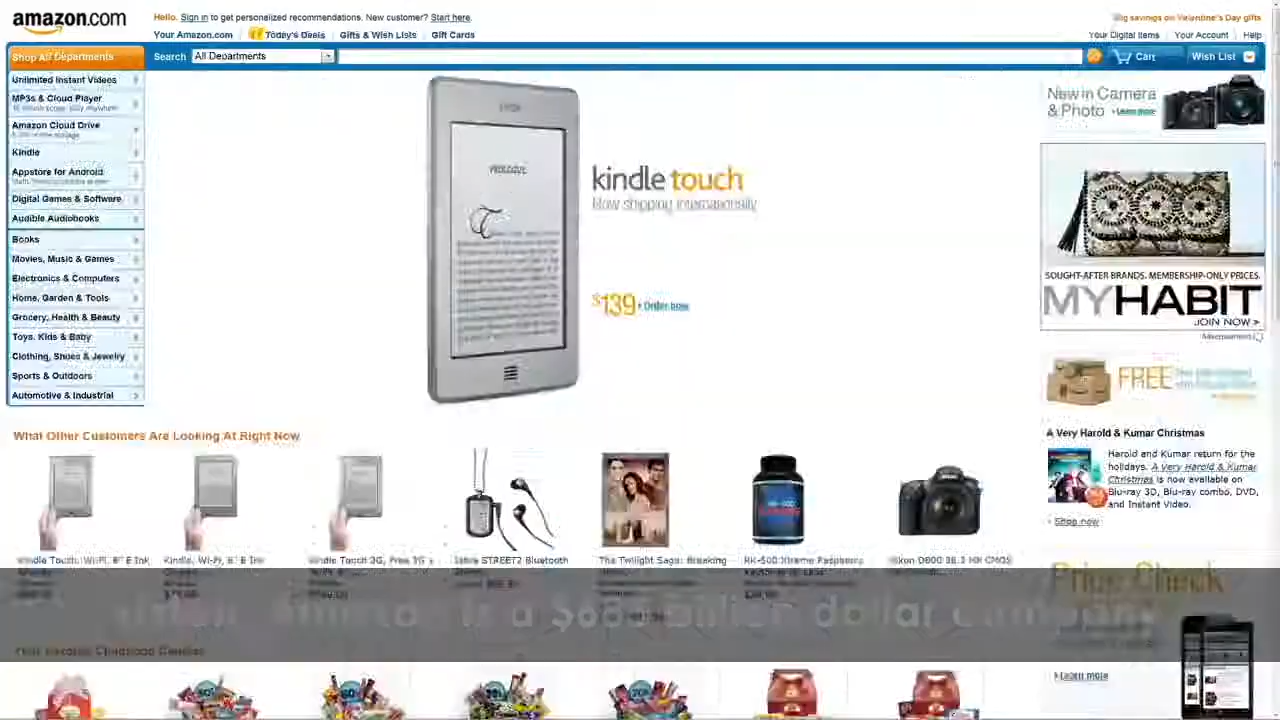 amazon.com
Hello. Sign in to get personalized recommendations. New customer? Start here.
Big savings on Valentine's Day gifts
Your Amazon.com
Today's Deals
Gifts & Wish Lists
Gift Cards
Your Digital Items
Your Account
Help
Shop All Departments
Search
All Departments
Cart
Wish List
Unlimited Instant Videos
MP3s & Cloud Player
Amazon Cloud Drive
Kindle
Appstore for Android
Digital Games & Software
Audible Audiobooks
Books
Movies, Music & Games
Electronics & Computers
Home, Garden & Tools
Grocery, Health & Beauty
Toys, Kids & Baby
Clothing, Shoes & Jewelry
Sports & Outdoors
Automotive & Industrial
PROLOGUE
kindle touch
Now shipping internationally
$139 Order now
New in Camera
& Photo Learn more
SOUGHT-AFTER BRANDS. MEMBERSHIP-ONLY PRICES.
MYHABIT
JOIN NOW >
Advertisement
FREE
A Very Harold & Kumar Christmas
Harold and Kumar return for the
holidays. A Very Harold & Kumar
Christmas is now available on
Blu-ray 3D, Blu-ray combo, DVD,
and Instant Video.
Shop now
What Other Customers Are Looking At Right Now
Kindle Touch, Wi-Fi, 6" E Ink
Kindle, Wi-Fi, 6" E Ink
Kindle Touch 3G, Free 3G
STREET2 Bluetooth
The Twilight Saga: Breaking
Nikon D800 36.3 MP CMOS
Price Check
is a
billion dollar company
Learn more